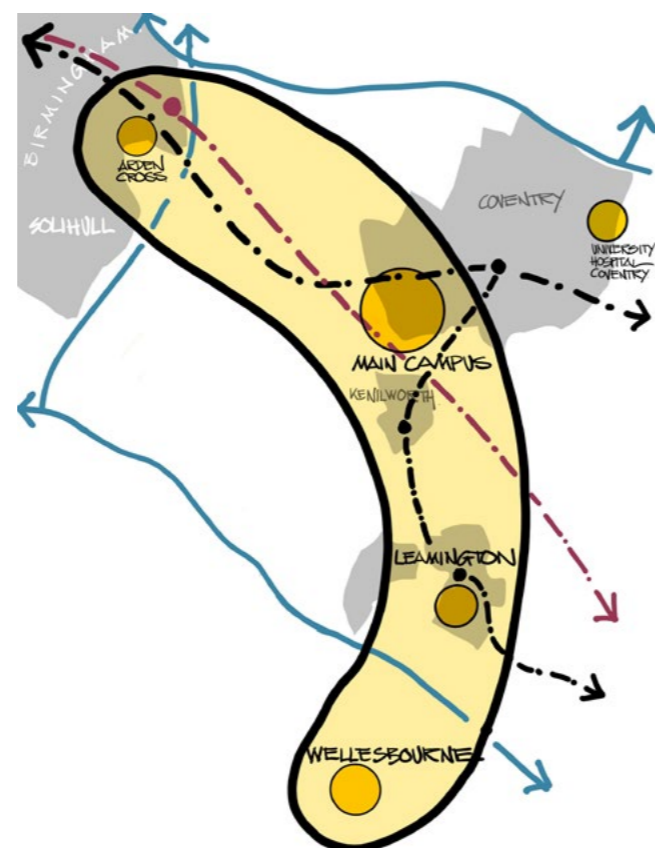 BIRMINGHAM
ARDEN
CROSS
SOLIHULL
COVENTRY
UNIVERSITY
HOSPITAL
COVENTRY
MAIN CAMPUS
KENILWORTH
LEAMINGTON
WELLESBOURNE